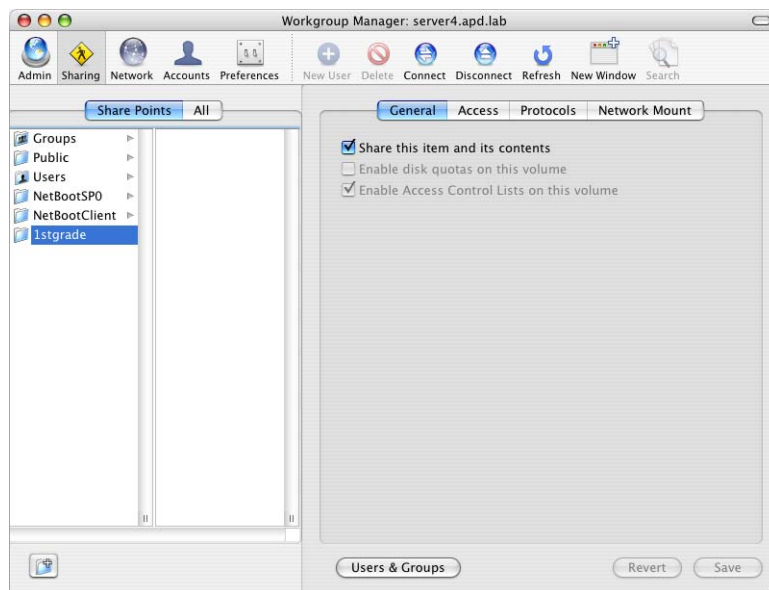 Workgroup Manager: server4.apd.lab
Admin Sharing Network Accounts Preferences New User Delete Connect Disconnect Refresh New Window Search
Share Points All
General Access Protocols Network Mount
Groups
Public
Users
NetBootSP0
NetBootClient
1stgrade
Share this item and its contents
Enable disk quotas on this volume
Enable Access Control Lists on this volume
Users & Groups
Revert Save